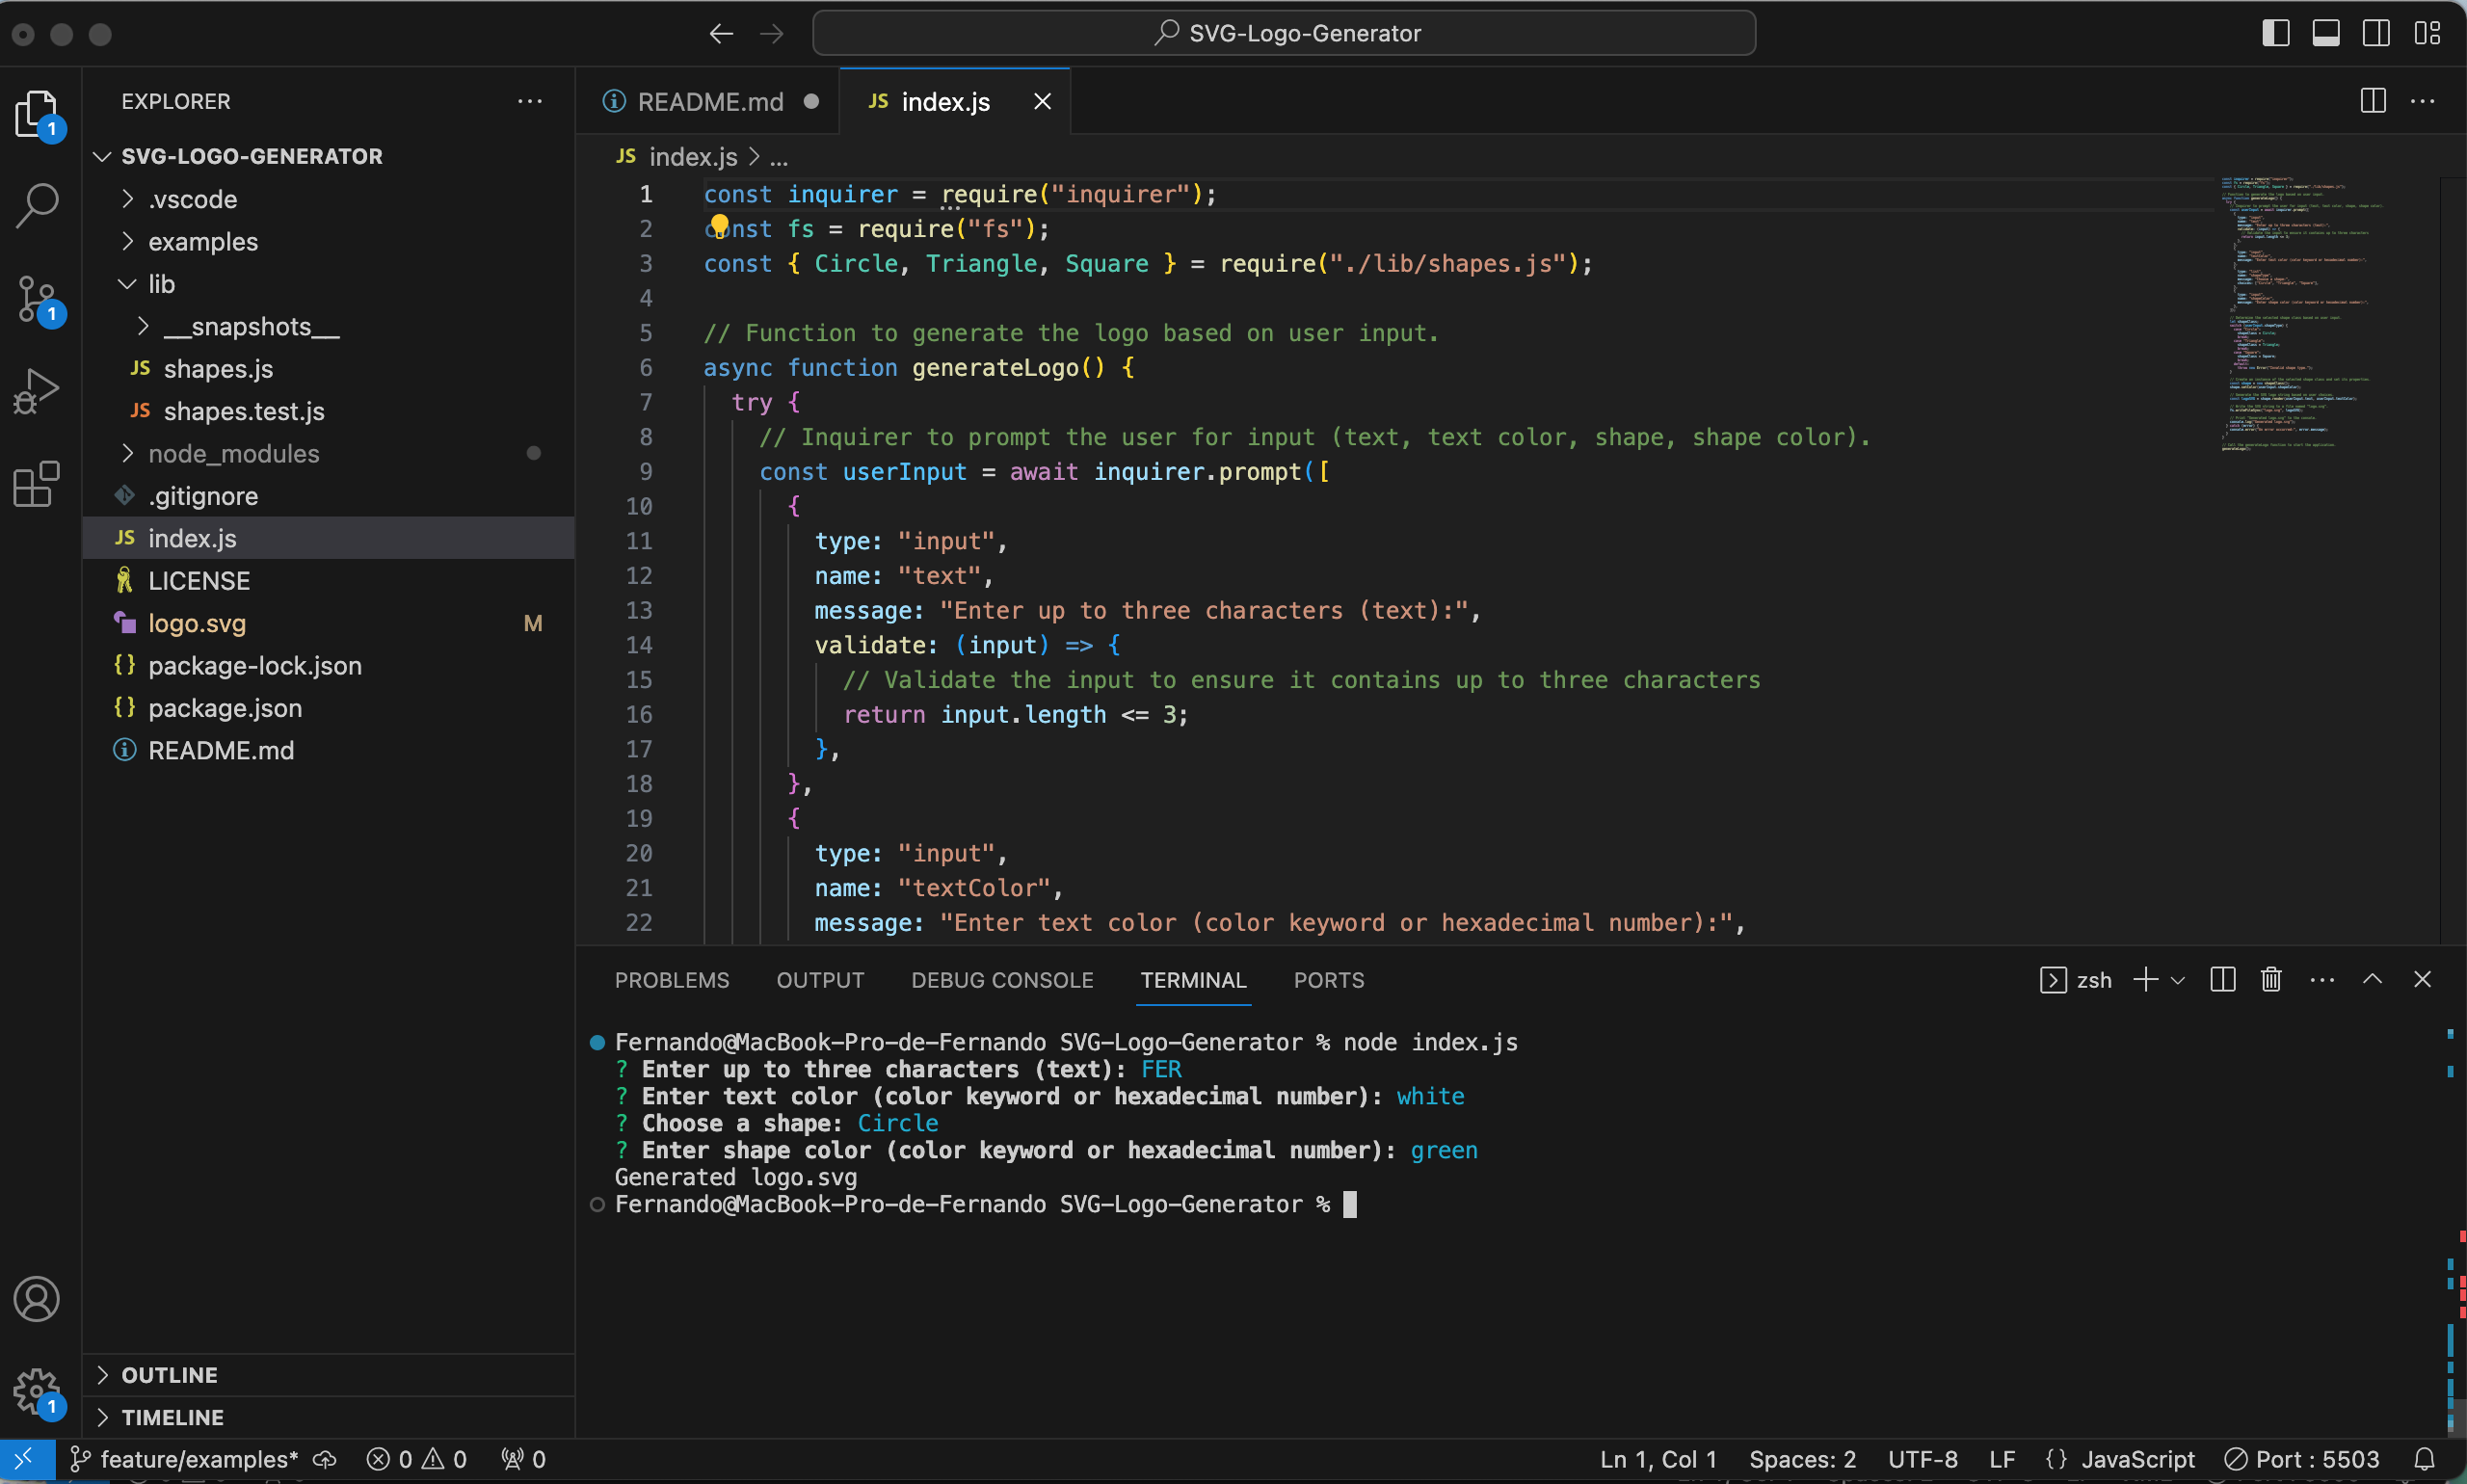 SVG-Logo-Generator
EXPLORER
SVG-LOGO-GENERATOR
.vscode
examples
lib
__snapshots__
JS shapes.js
JS shapes.test.js
node_modules
.gitignore
JS index.js
LICENSE
logo.svg M
{} package-lock.json
{} package.json
README.md
OUTLINE
TIMELINE
1
1
1
README.md
JS index.js
JS index.js > ...
1 const inquirer = require("inquirer");
2 const fs = require("fs");
3 const { Circle, Triangle, Square } = require("./lib/shapes.js");
4
5 // Function to generate the logo based on user input.
6 async function generateLogo() {
7 try {
8 // Inquirer to prompt the user for input (text, text color, shape, shape color).
9 const userInput = await inquirer.prompt([
10 {
11 type: "input",
12 name: "text",
13 message: "Enter up to three characters (text):",
14 validate: (input) => {
15 // Validate the input to ensure it contains up to three characters
16 return input.length <= 3;
17 },
18 },
19 {
20 type: "input",
21 name: "textColor",
22 message: "Enter text color (color keyword or hexadecimal number):",
PROBLEMS OUTPUT DEBUG CONSOLE TERMINAL PORTS
zsh
Fernando@MacBook-Pro-de-Fernando SVG-Logo-Generator % node index.js
? Enter up to three characters (text): FER
? Enter text color (color keyword or hexadecimal number): white
? Choose a shape: Circle
? Enter shape color (color keyword or hexadecimal number): green
Generated logo.svg
Fernando@MacBook-Pro-de-Fernando SVG-Logo-Generator %
feature/examples* 0 0 0 Ln 1, Col 1 Spaces: 2 UTF-8 LF {} JavaScript Port : 5503